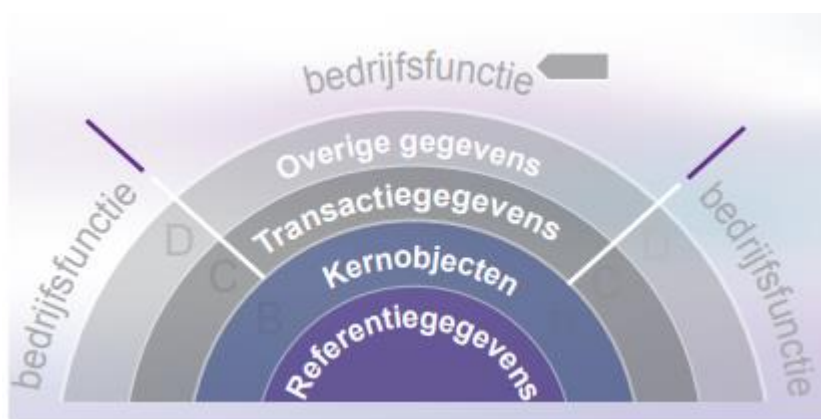 bedrijfsfunctie
Overige gegevens
Transactiegegevens
Kernobjecten
Referentiegegevens
bedrijfsfunctie
bedrijfsfunctie
D
C
B
D
C